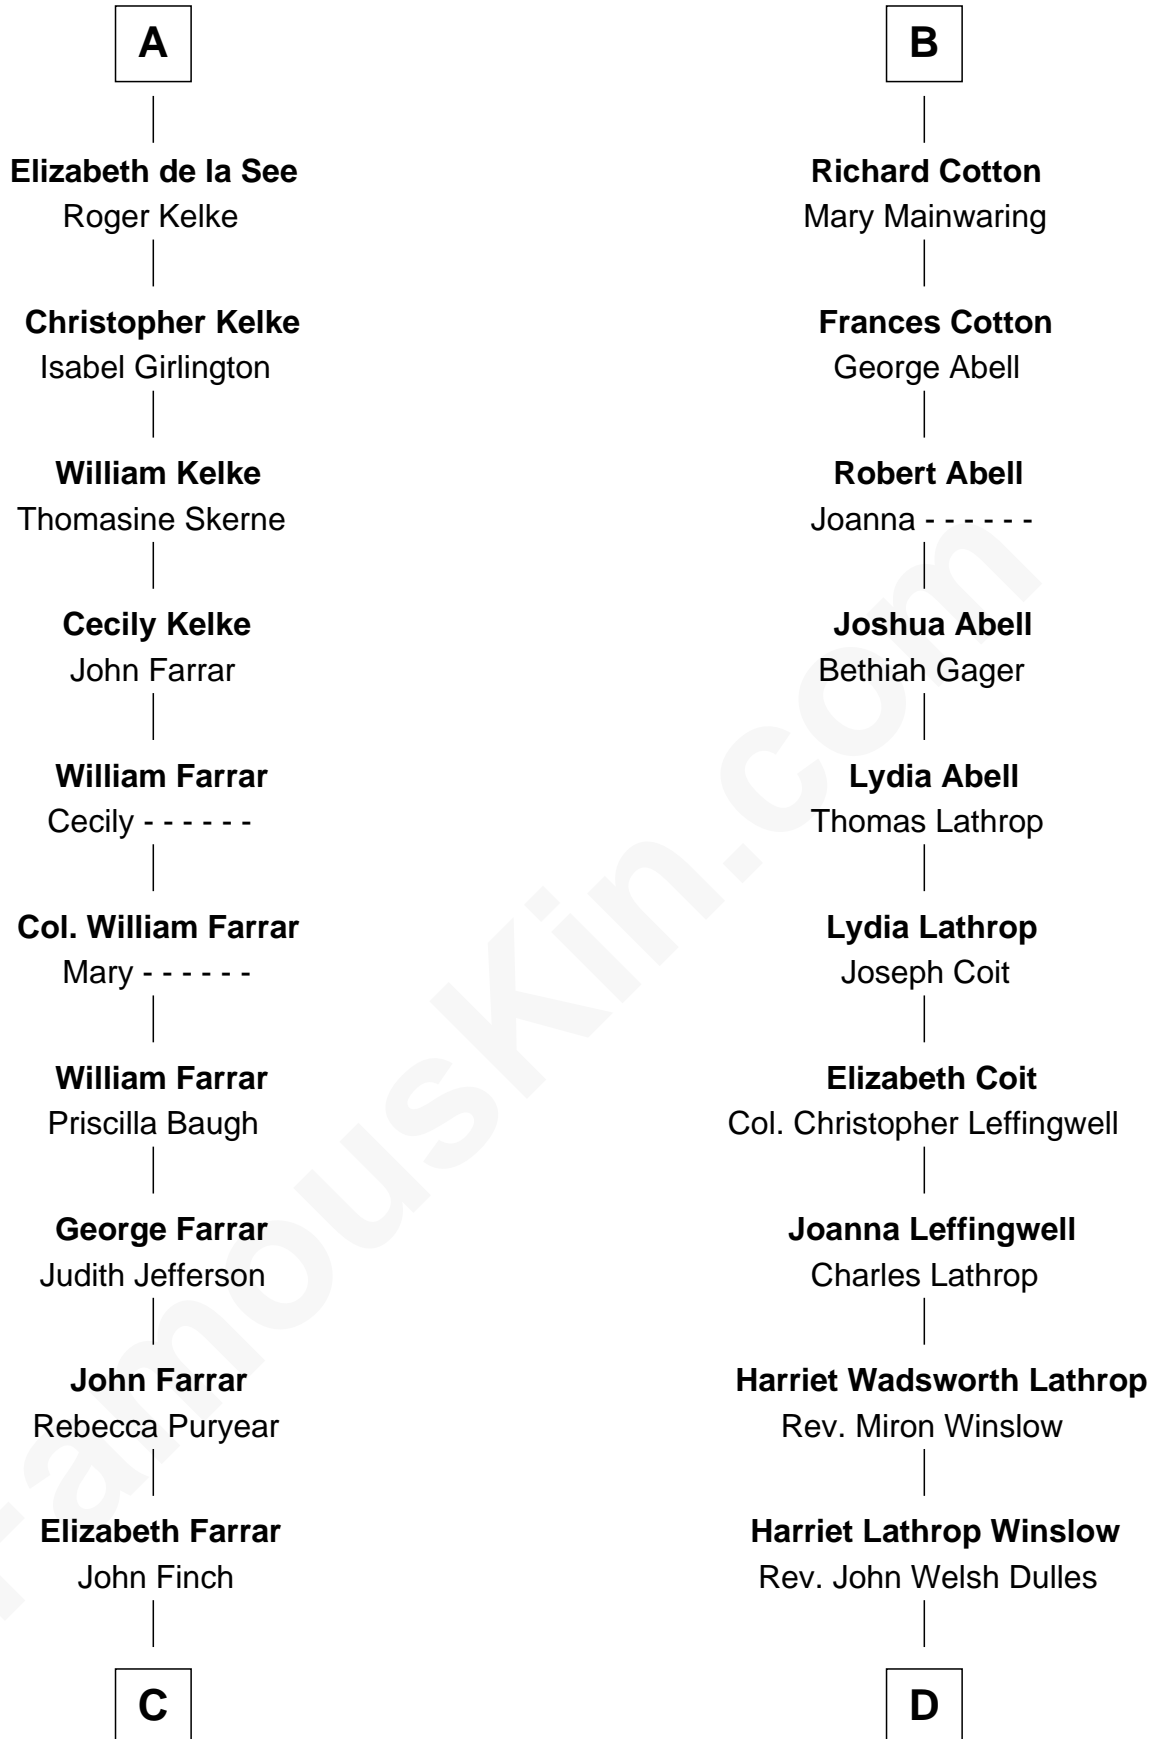 A
Elizabeth de la See
Roger Kelke
Christopher Kelke
Isabel Girlington
William Kelke
Thomasine Skerne
Cecily Kelke
John Farrar
William Farrar
Cecily - - - - - -
Col. William Farrar
Mary - - - - - -
William Farrar
Priscilla Baugh
George Farrar
Judith Jefferson
John Farrar
Rebecca Puryear
Elizabeth Farrar
John Finch
C
B
Richard Cotton
Mary Mainwaring
Frances Cotton
George Abell
Robert Abell
Joanna - - - - - -
Joshua Abell
Bethiah Gager
Lydia Abell
Thomas Lathrop
Lydia Lathrop
Joseph Coit
Elizabeth Coit
Col. Christopher Leffingwell
Joanna Leffingwell
Charles Lathrop
Harriet Wadsworth Lathrop
Rev. Miron Winslow
Harriet Lathrop Winslow
Rev. John Welsh Dulles
D
FamousKin.com